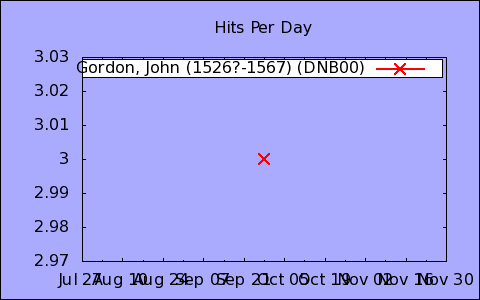 Hits Per Day
3.03
Gordon, John (1526?-1567) (DNB00)
3.02
3.01
3
2.99
2.98
2.97
Jul 27 Aug 10 Aug 24 Sep 07 Sep 21 Oct 05 Oct 19 Nov 02 Nov 16 Nov 30